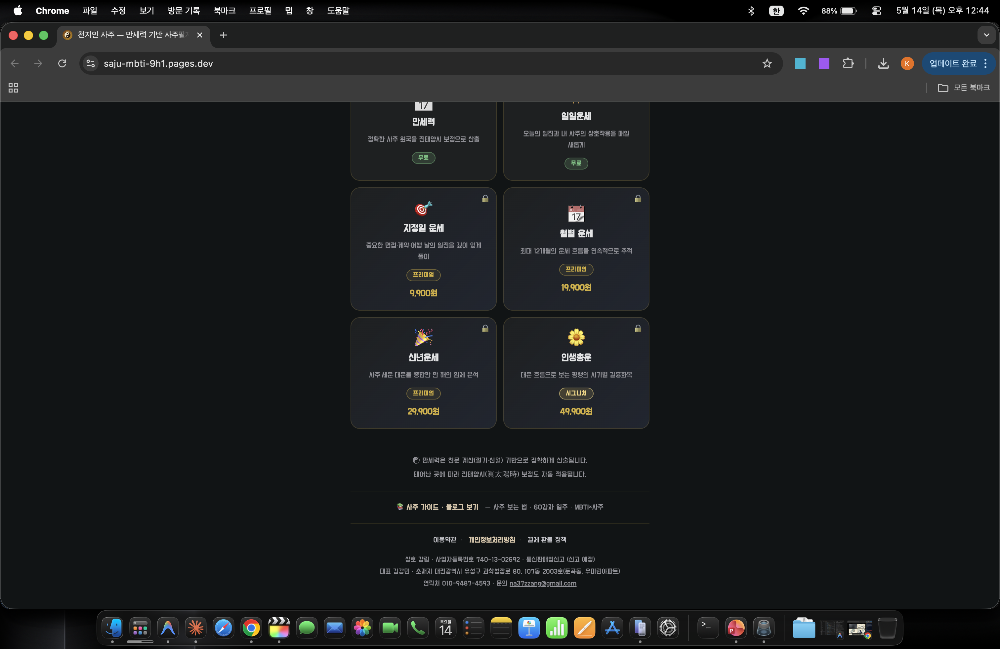 Chrome 파일 수정 보기 방문 기록 북마크 프로필 탭 창 도움말 한 88% 5월 14일 (목) 오후 12:44
천지인 사주 — 만세력 기반 사주팔
saju-mbti-9h1.pages.dev K 업데이트 완료
모든 북마크
17
만세력
정확한 사주 원국을 진태양시 보정으로 산출
무료
일일운세
오늘의 일진과 내 사주의 상호작용을 매일
새롭게
무료
지정일 운세
중요한 면접·계약·여행 날의 일진을 깊이 있게
풀이
프리미엄
9,900원
JUL
17
월별 운세
최대 12개월의 운세 흐름을 연속적으로 추적
프리미엄
19,900원
신년운세
사주·세운·대운을 종합한 한 해의 입체 분석
프리미엄
29,900원
인생총운
대운 흐름으로 보는 평생의 시기별 길흉화복
시그니처
49,900원
만세력은 천문 계산(절기·신월) 기반으로 정확하게 산출됩니다.
태어난 곳에 따라 진태양시(眞太陽時) 보정도 자동 적용됩니다.
사주 가이드 · 블로그 보기 — 사주 보는 법 · 60갑자 일주 · MBTI×사주
이용약관 · 개인정보처리방침 · 결제·환불 정책
상호 강림 · 사업자등록번호 740-13-02692 · 통신판매업신고 (신고 예정)
대표 김강민 · 소재지 대전광역시 유성구 과학성장로 80, 107동 2003호(둔곡동, 우미린아파트)
연락처 010-9487-4593 · 문의 na37zzang@gmail.com
목요일
14
P